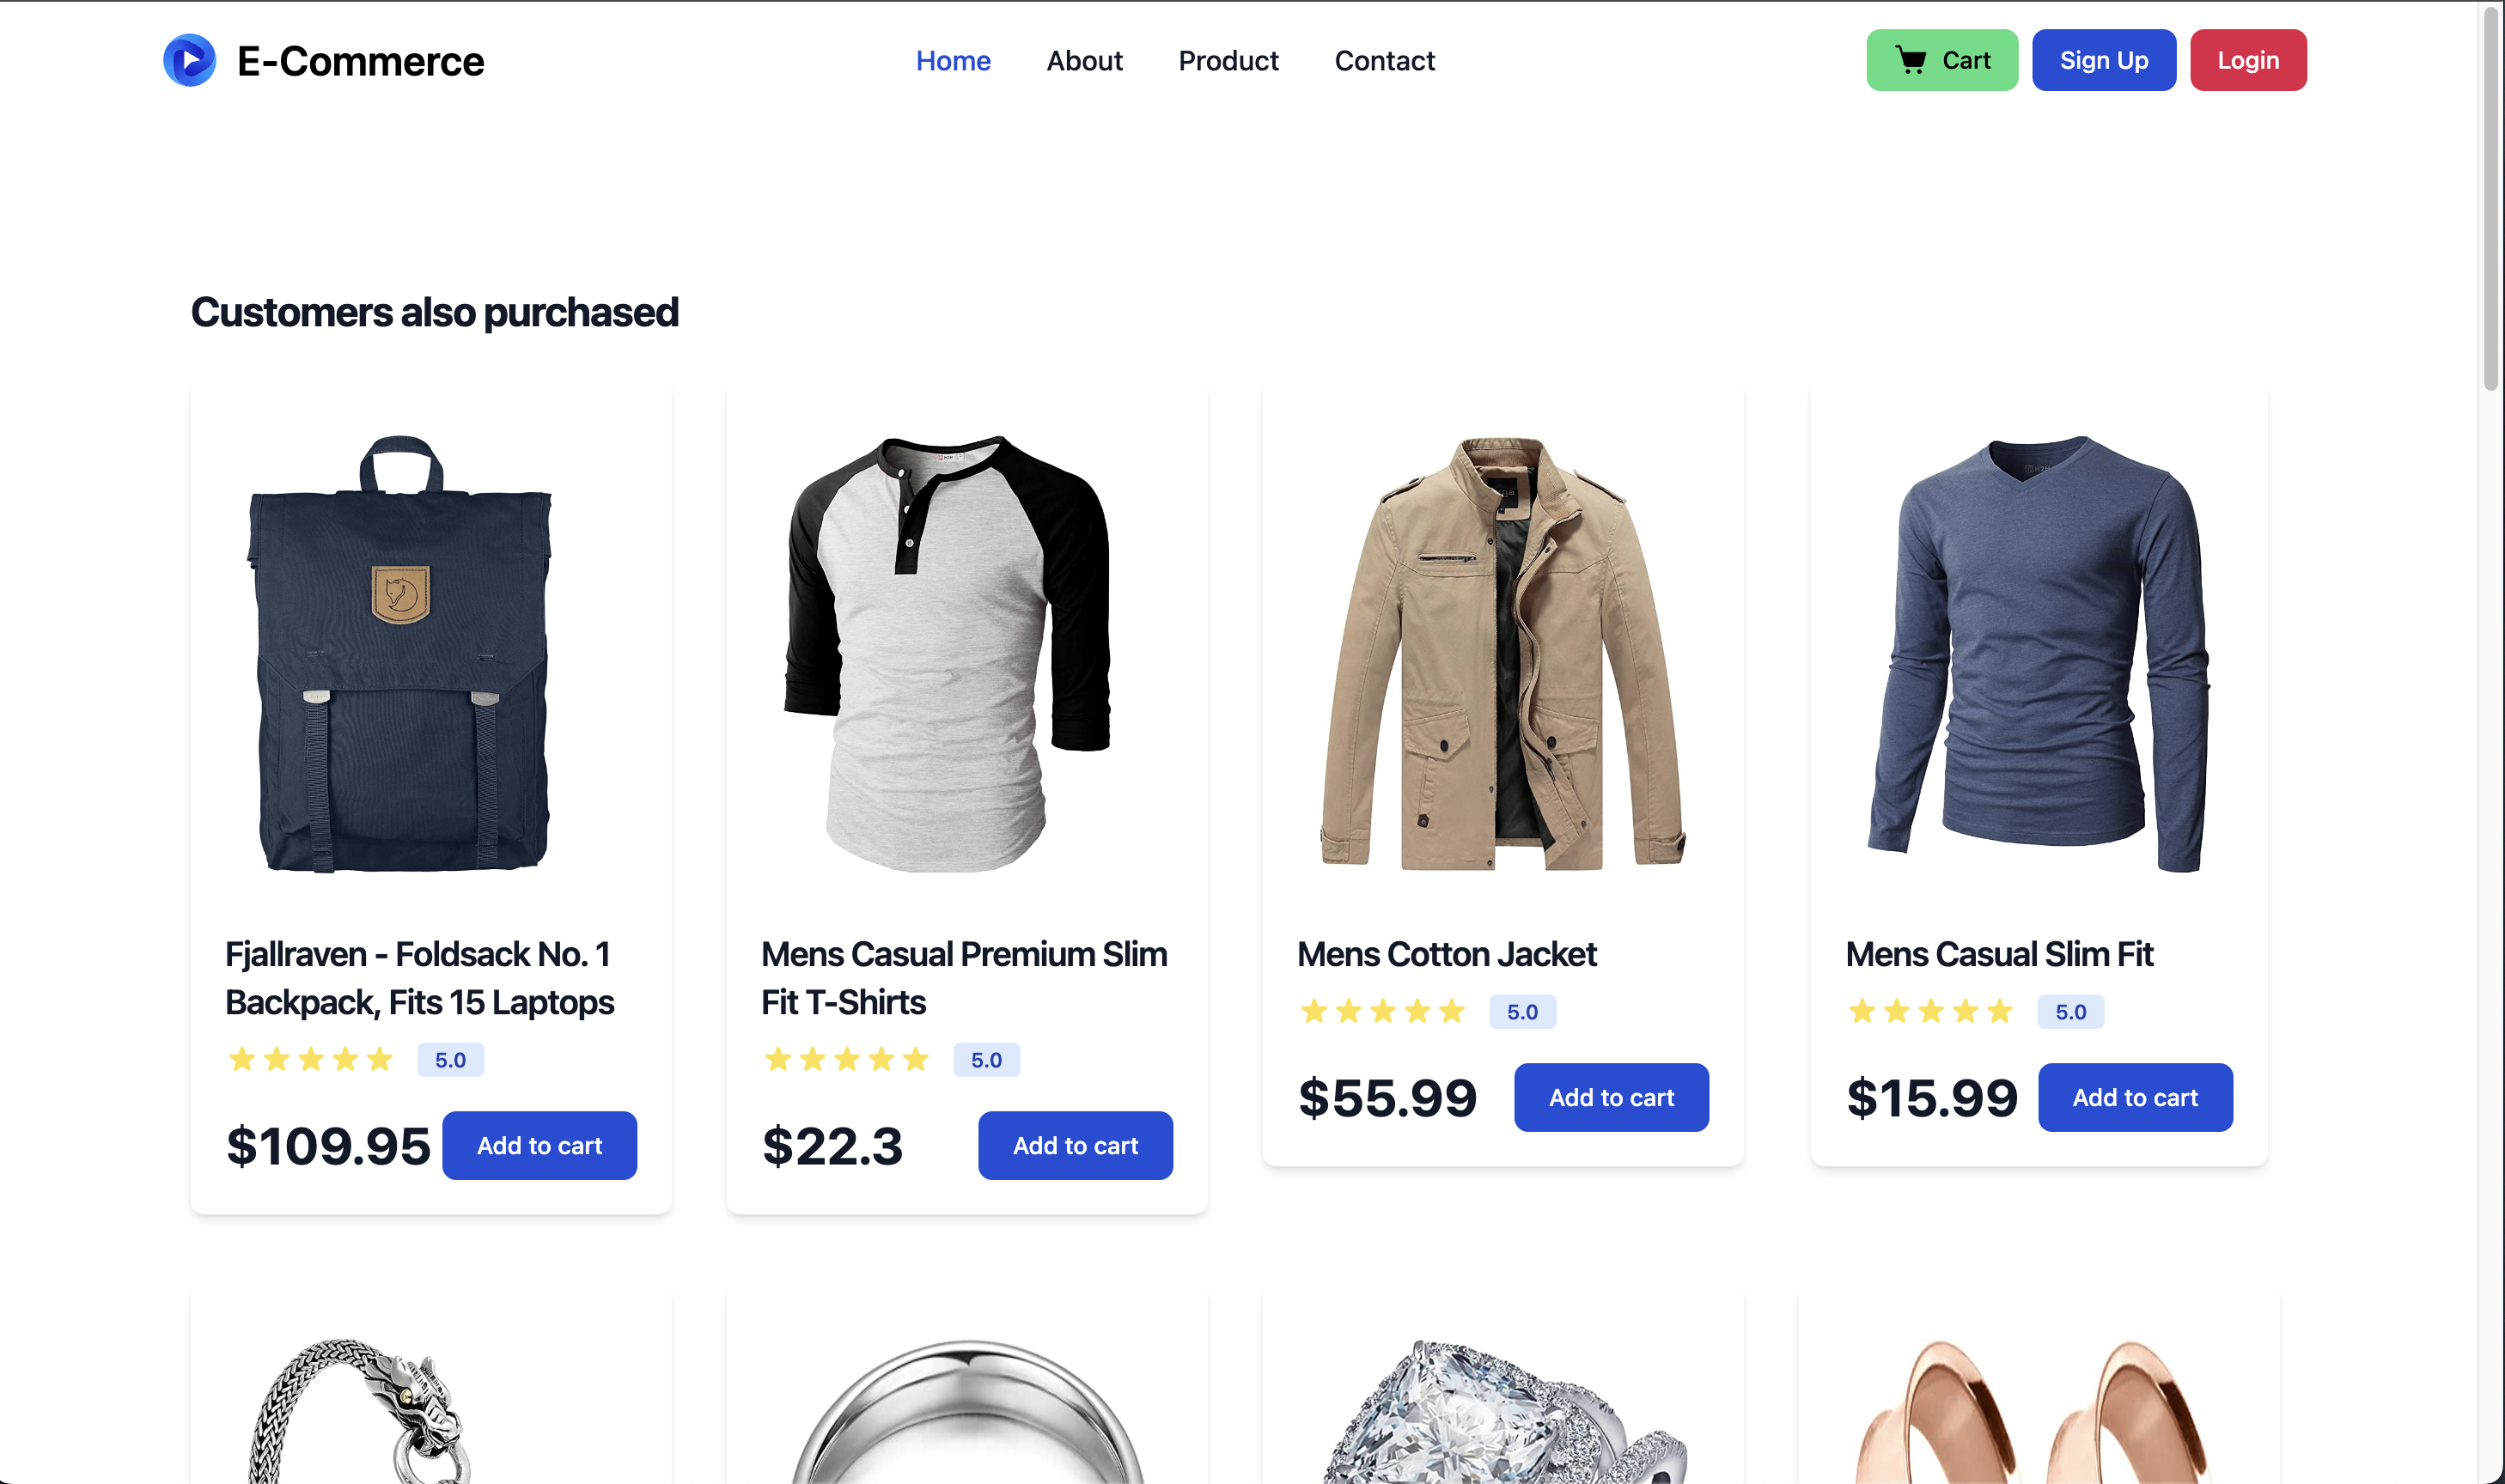 E-Commerce
Home
About
Product
Contact
Cart
Sign Up
Login
Customers also purchased
Fjallraven - Foldsack No. 1
Backpack, Fits 15 Laptops
5.0
$109.95
Add to cart
Mens Casual Premium Slim
Fit T-Shirts
5.0
$22.3
Add to cart
Mens Cotton Jacket
5.0
$55.99
Add to cart
Mens Casual Slim Fit
5.0
$15.99
Add to cart